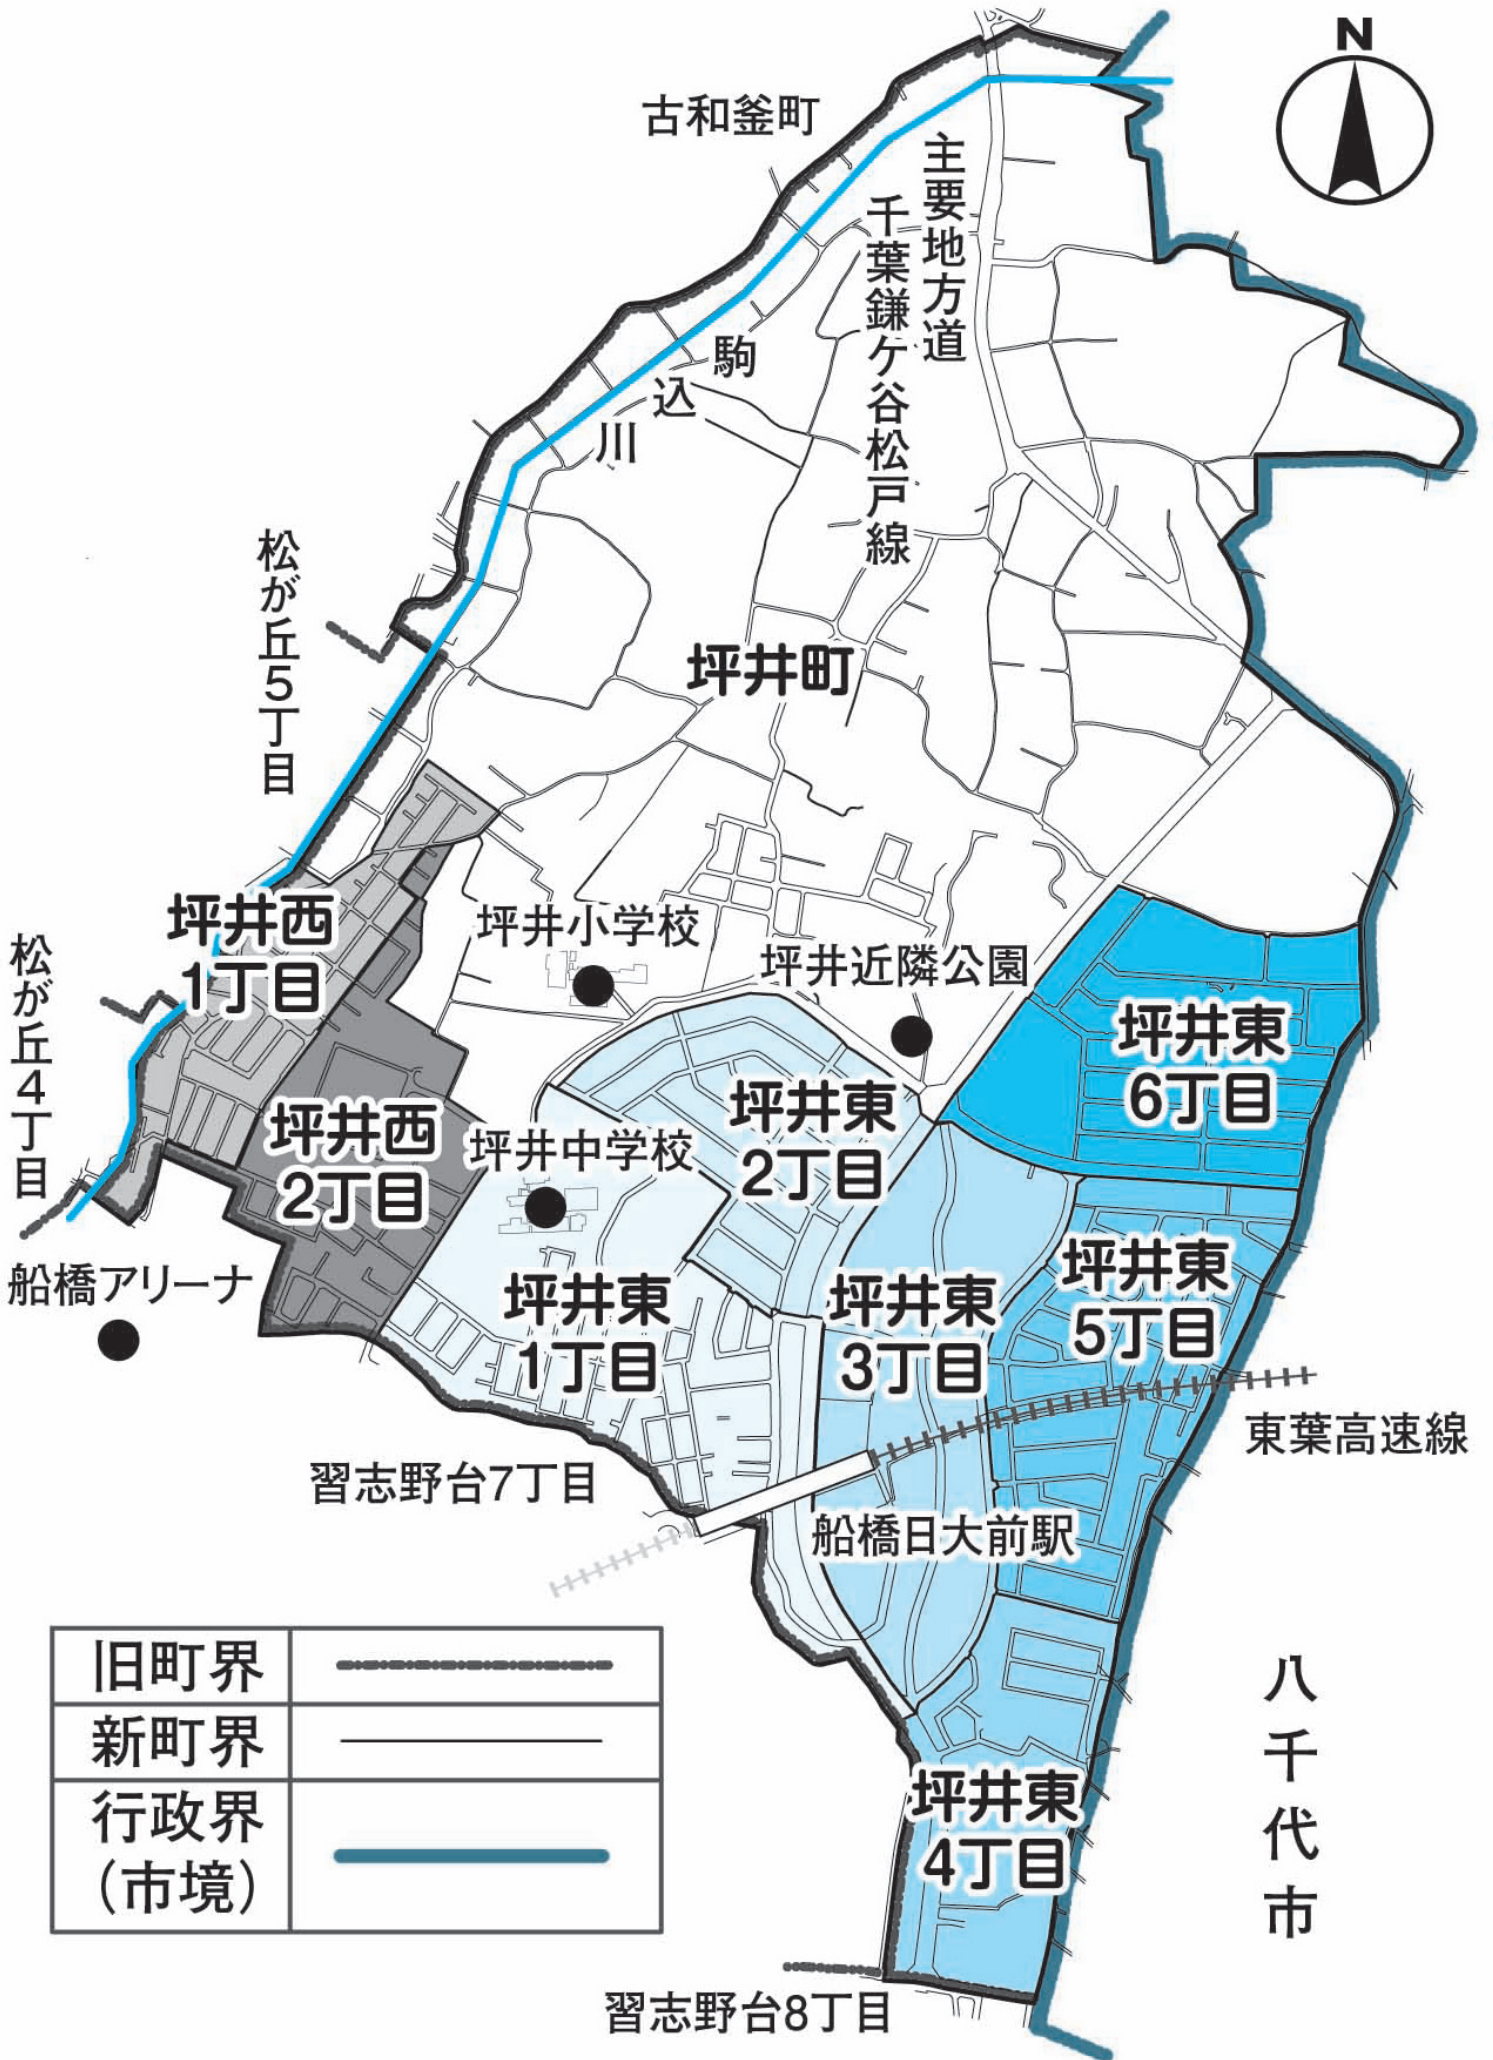 N
古和釜町
主要地方道
千葉鎌ケ谷松戸線
駒込川
松が丘5丁目
坪井町
坪井西
1丁目
坪井小学校
坪井近隣公園
松が丘4丁目
坪井東
6丁目
坪井西
2丁目
坪井中学校
坪井東
2丁目
船橋アリーナ
坪井東
1丁目
坪井東
3丁目
坪井東
5丁目
東葉高速線
習志野台7丁目
船橋日大前駅
旧町界
新町界
行政界
（市境）
八千代市
坪井東
4丁目
習志野台8丁目